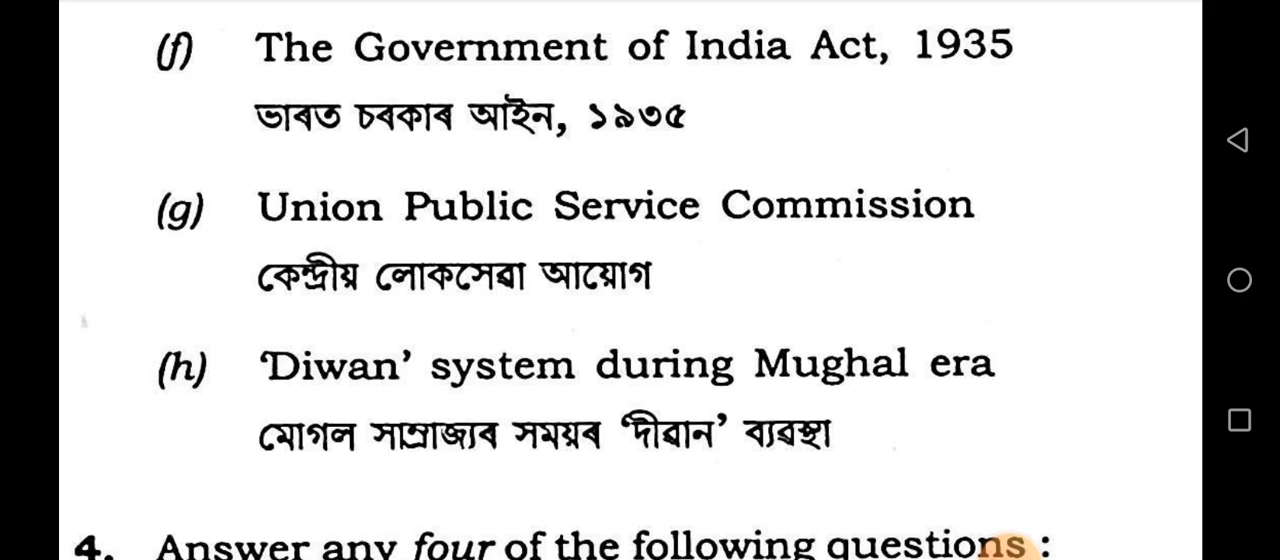 (f) The Government of India Act, 1935
ভাৰত চৰকাৰ আইন, ১৯৩৫
(g) Union Public Service Commission
কেন্দ্ৰীয় লোকসেৱা আয়োগ
(h) ‘Diwan’ system during Mughal era
মোগল সাম্ৰাজ্যৰ সময়ৰ ‘দীৱান’ ব্যৱস্থা
4. Answer any four of the following questions :